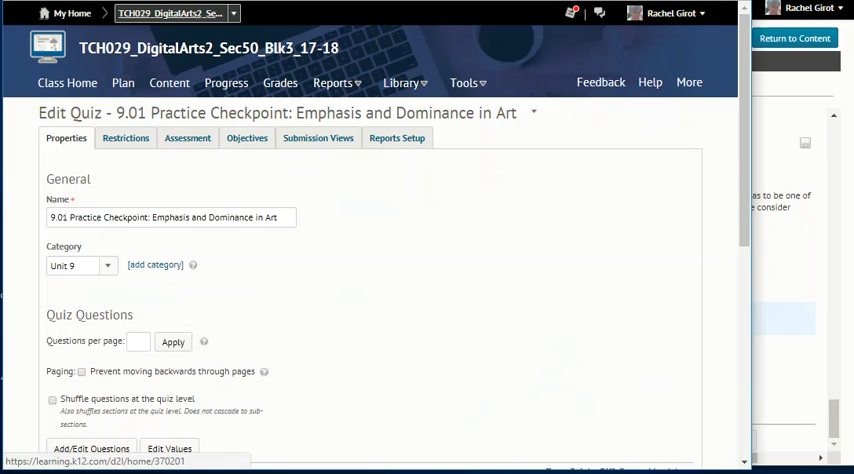 My Home
TCH029_DigitalArts2_Se...
Rachel Girot
Rachel Girot
TCH029_DigitalArts2_Sec50_Blk3_17-18
Return to Content
Class Home Plan Content Progress Grades Reports Library Tools Feedback Help More
Edit Quiz - 9.01 Practice Checkpoint: Emphasis and Dominance in Art
Properties Restrictions Assessment Objectives Submission Views Reports Setup
General
Name *
as to be one of
e consider
9.01 Practice Checkpoint: Emphasis and Dominance in Art
Category
Unit 9 [add category] ?
Quiz Questions
Questions per page: Apply ?
Paging: Prevent moving backwards through pages ?
Shuffle questions at the quiz level
Also shuffles sections at the quiz level. Does not cascade to sub-
sections.
Add/Edit Questions Edit Values
https://learning.k12.com/d2l/home/370201